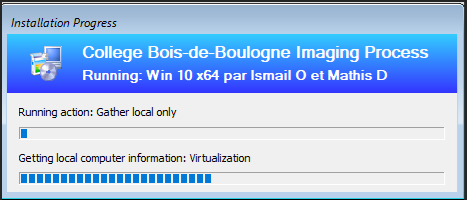 Installation Progress
College Bois-de-Boulogne Imaging Process
Running: Win 10 x64 par Ismail O et Mathis D
Running action: Gather local only
Getting local computer information: Virtualization